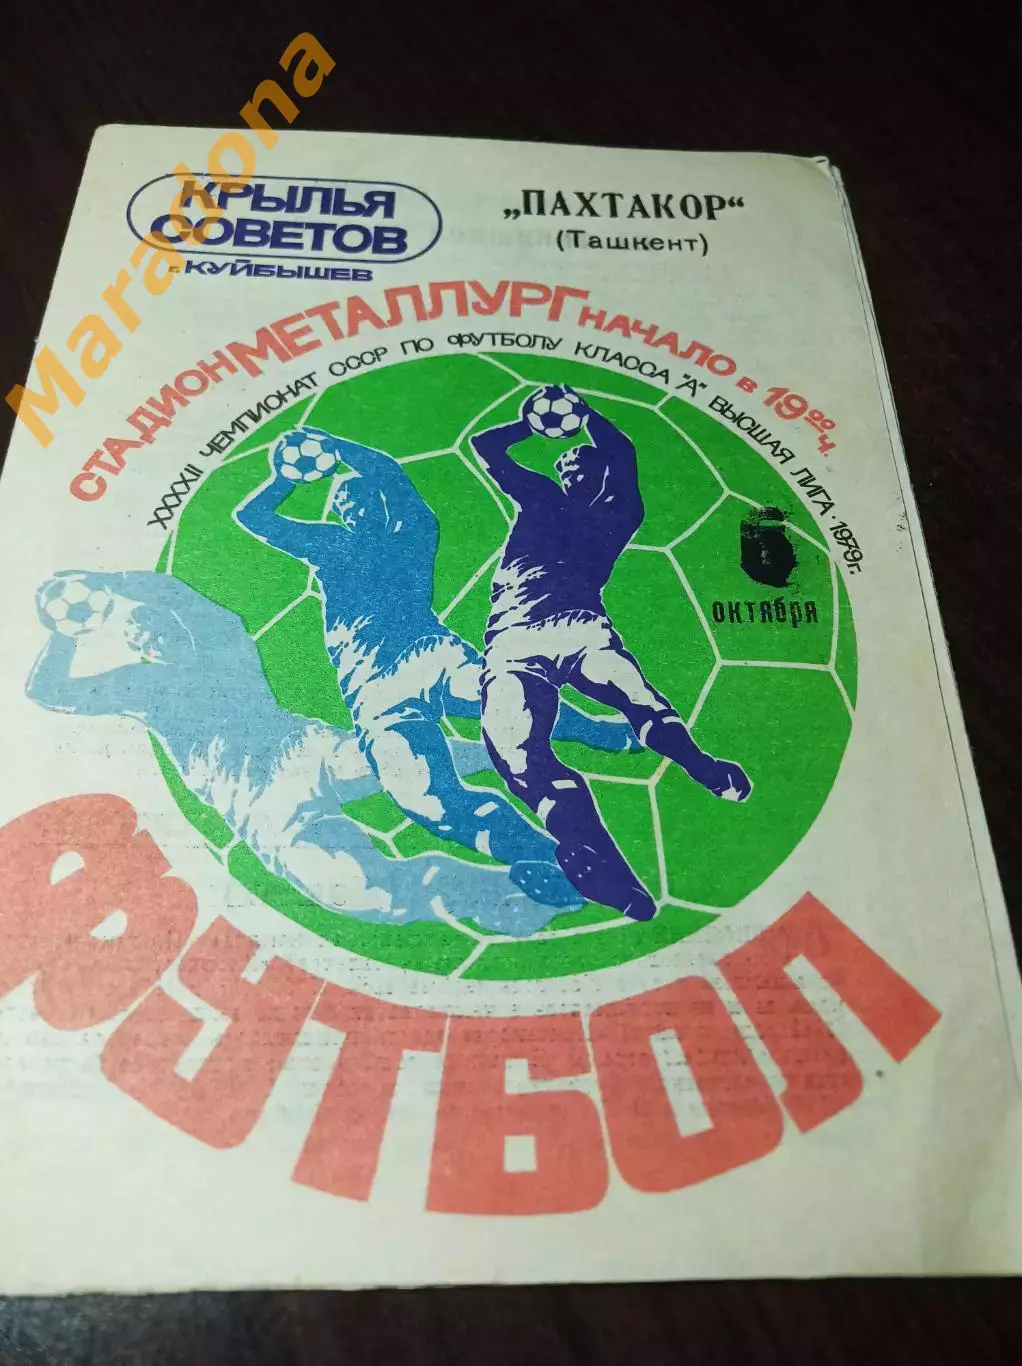 Maradona
КРЫЛЬЯ
СОВЕТОВ
г. КУЙБЫШЕВ
„ПАХТАКОР“
(Ташкент)
СТАДИОН МЕТАЛЛУРГ НАЧАЛО в 19⁰⁰ ч.
XXXXII ЧЕМПИОНАТ СССР ПО ФУТБОЛУ КЛАССА "А" ВЫСШАЯ ЛИГА · 1979г.
октября
ФУТБОЛ